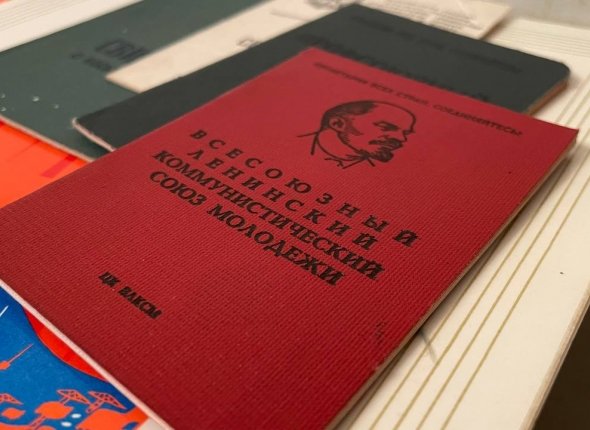 ПРОЛЕТАРИИ ВСЕХ СТРАН, СОЕДИНЯЙТЕСЬ!
ВСЕСОЮЗНЫЙ
ЛЕНИНСКИЙ
КОММУНИСТИЧЕСКИЙ
СОЮЗ МОЛОДЕЖИ
ЦК ВЛКСМ